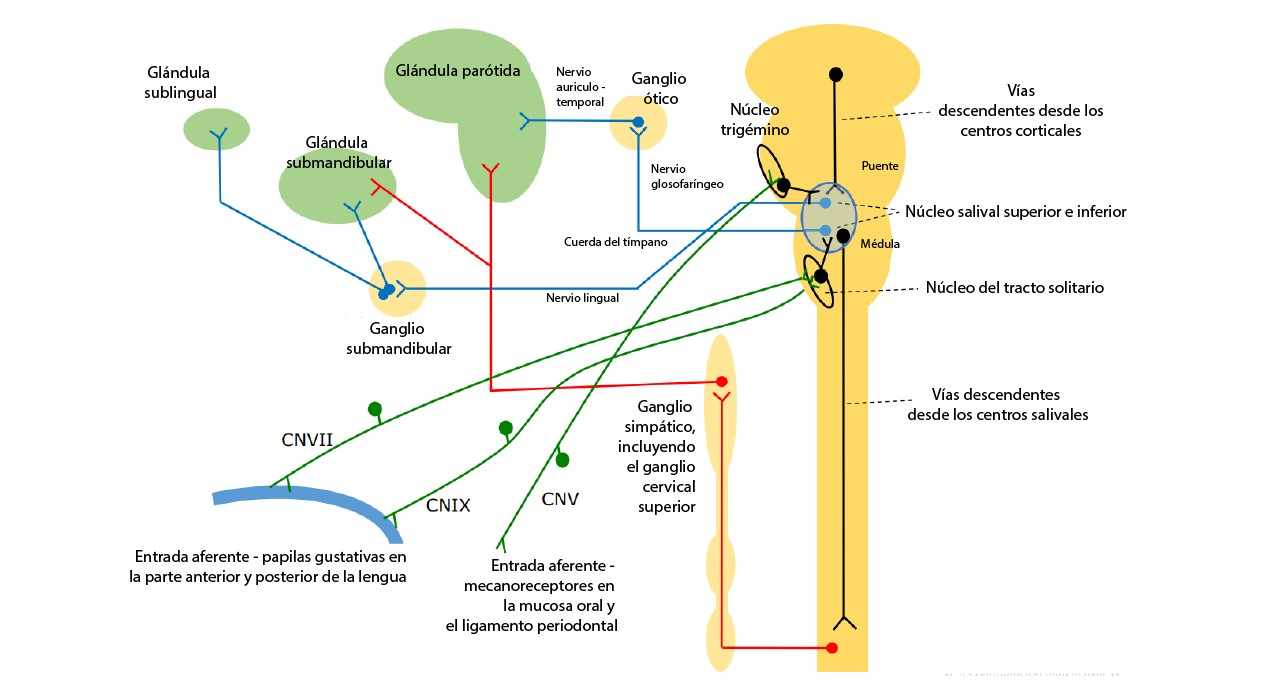 Glándula
sublingual
Glándula
submandibular
Glándula parótida
Nervio
auriculo -
temporal
Ganglio
ótico
Núcleo
trigémino
Vías
descendentes desde los
centros corticales
Puente
Nervio
glosofaríngeo
Núcleo salival superior e inferior
Cuerda del tímpano
Médula
Núcleo del tracto solitario
Nervio lingual
Ganglio
submandibular
Vías descendentes
desde los centros salivales
Ganglio
simpático,
incluyendo
el ganglio
cervical
superior
CNVII
CNIX
CNV
Entrada aferente - papilas gustativas en
la parte anterior y posterior de la lengua
Entrada aferente -
mecanoreceptores en
la mucosa oral y
el ligamento periodontal